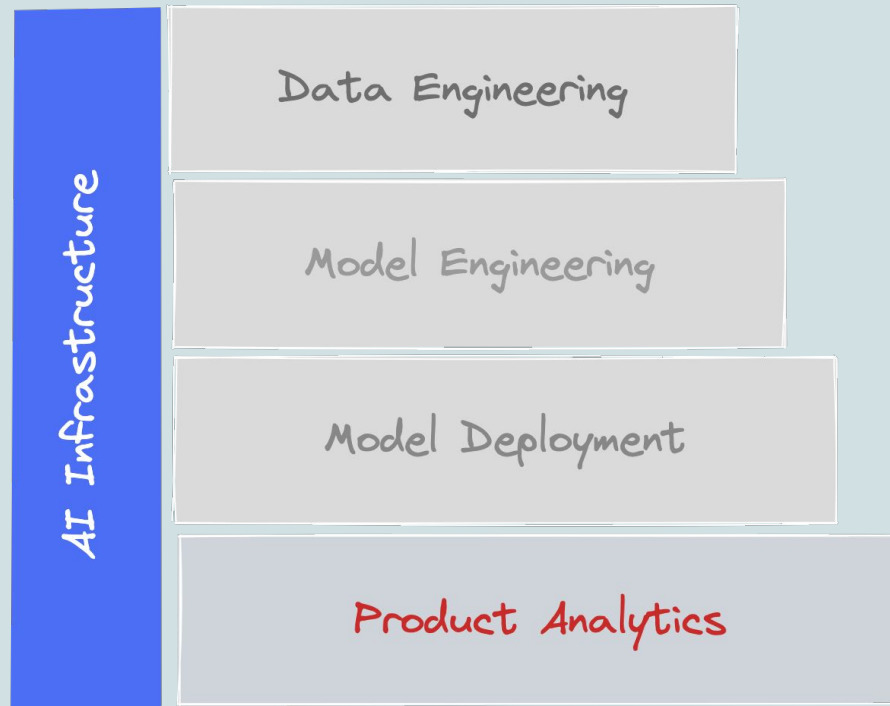 AI Infrastructure
Data Engineering
Model Engineering
Model Deployment
Product Analytics